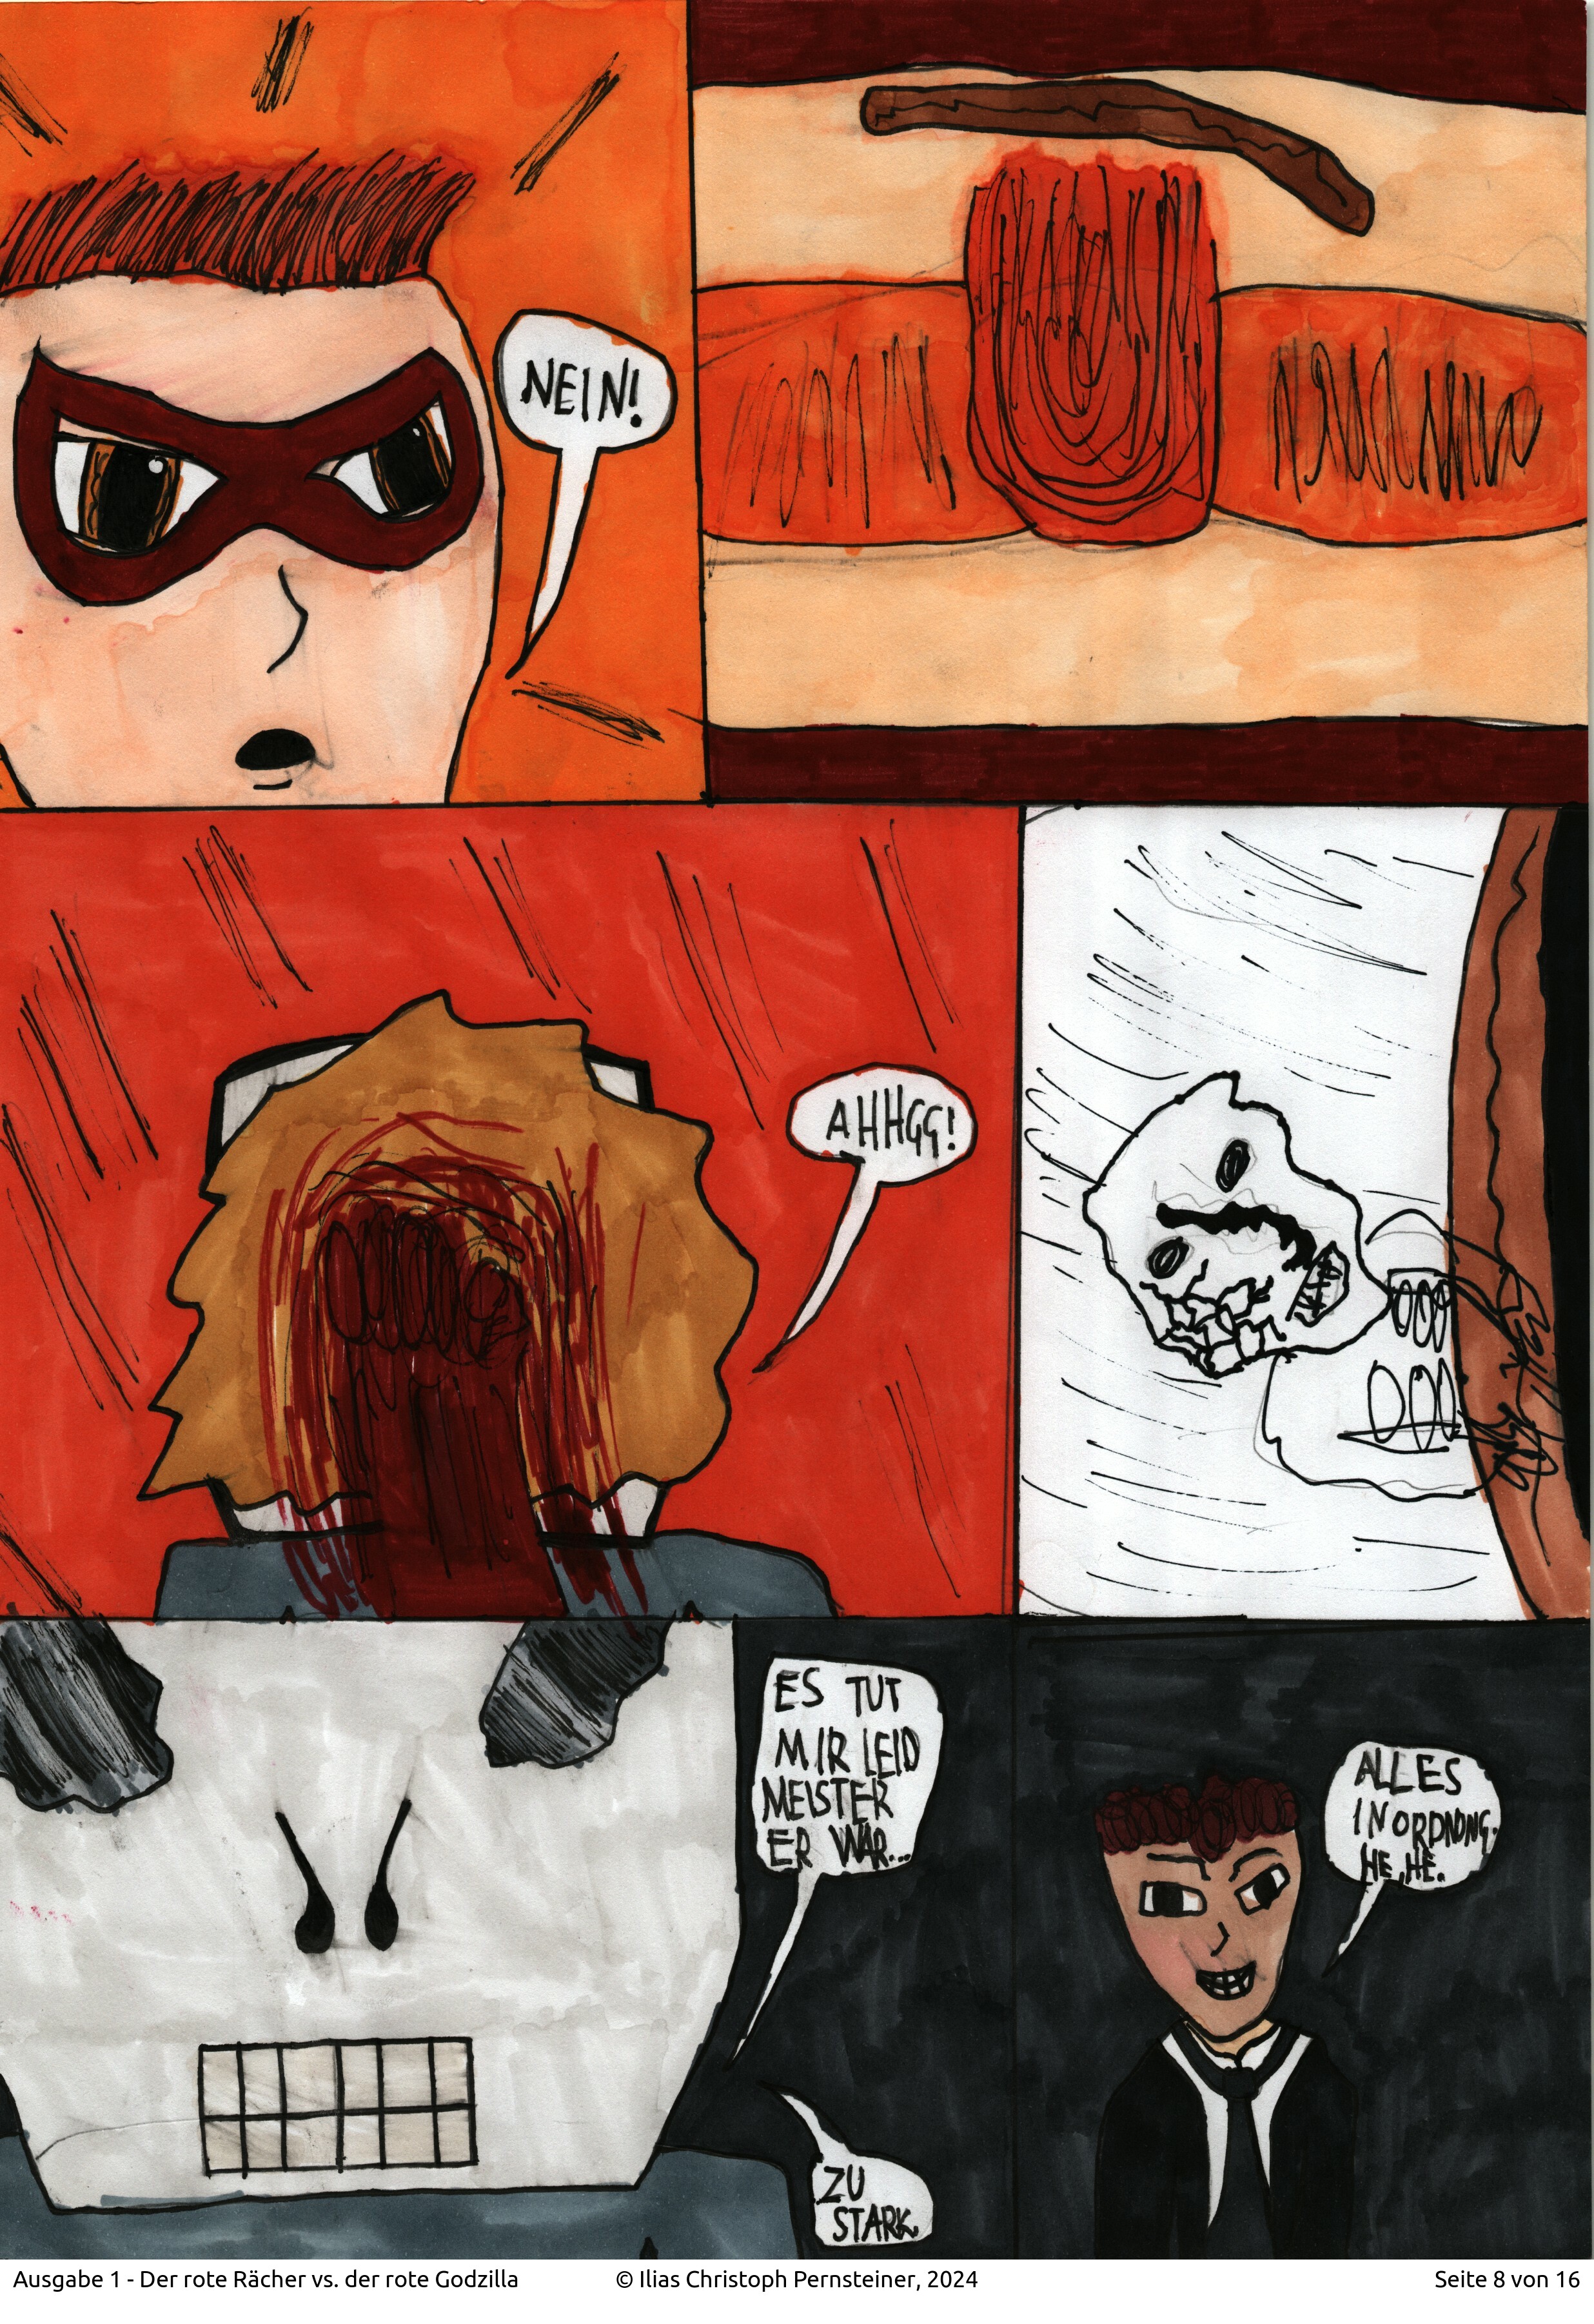 NEIN!
AHHGG!
ES TUT
MIR LEID
MEISTER
ER WAR...
ZU
STARK.
ALLES
IN ORDNDNG.
HE, HE.
Ausgabe 1 - Der rote Rächer vs. der rote Godzilla
© Ilias Christoph Pernsteiner, 2024
Seite 8 von 16